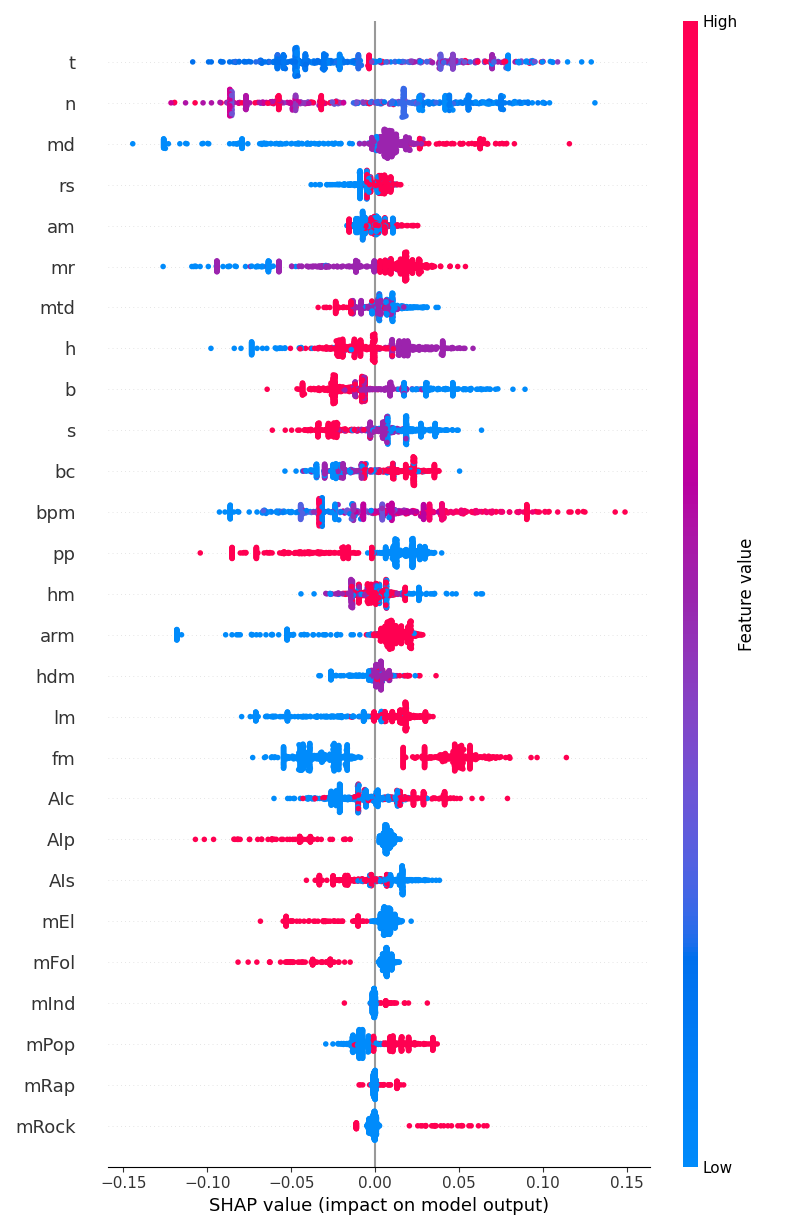 High
t
n
md
rs
am
mr
mtd
h
b
s
bc
bpm
pp
hm
arm
hdm
lm
fm
AIc
AIp
AIs
mEl
mFol
mInd
mPop
mRap
mRock
Feature value
Low
−0.15 −0.10 −0.05 0.00 0.05 0.10 0.15
SHAP value (impact on model output)